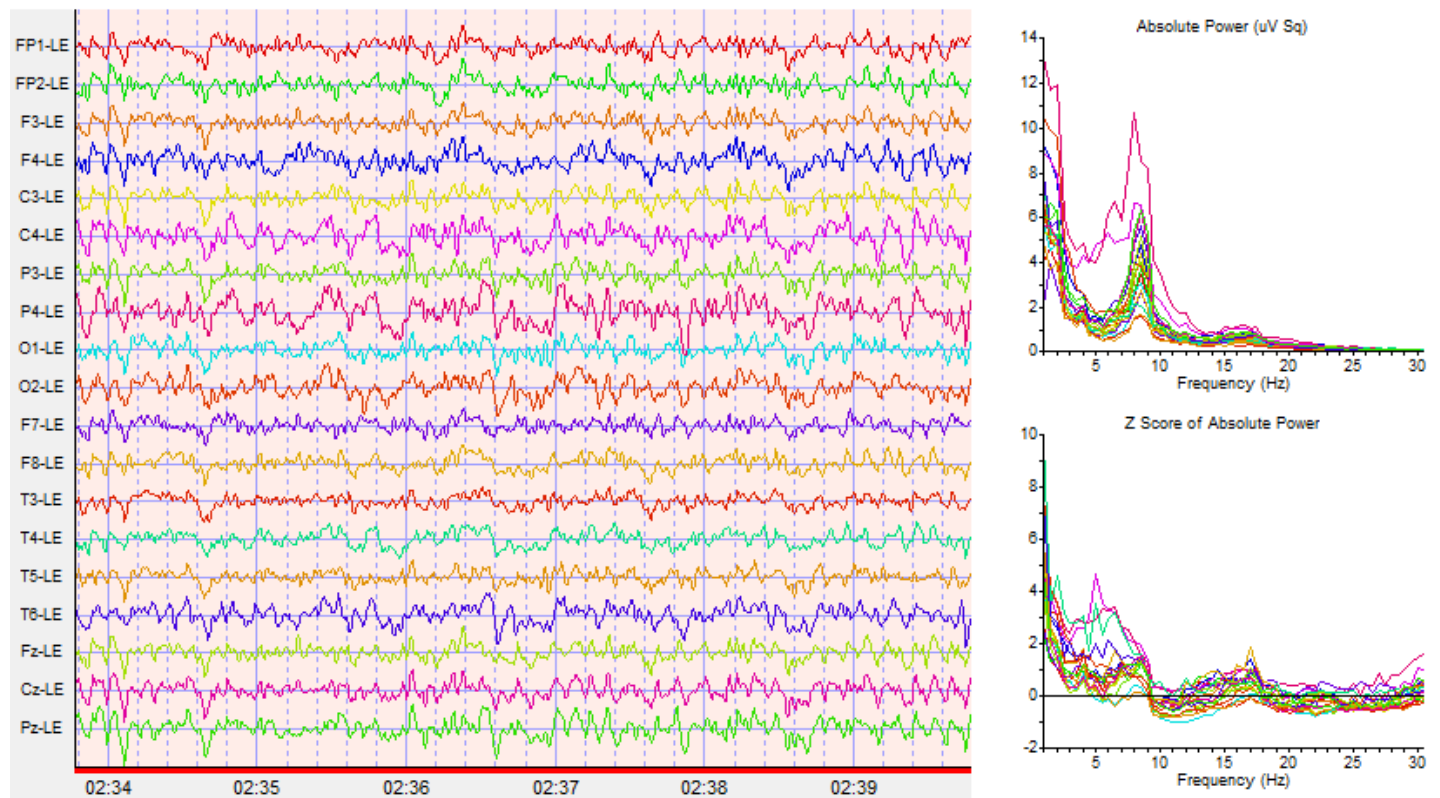 FP1-LE
FP2-LE
F3-LE
F4-LE
C3-LE
C4-LE
P3-LE
P4-LE
O1-LE
O2-LE
F7-LE
F8-LE
T3-LE
T4-LE
T5-LE
T6-LE
Fz-LE
Cz-LE
Pz-LE
02:34 02:35 02:36 02:37 02:38 02:39
Absolute Power (uV Sq)
14
12
10
8
6
4
2
0
5 10 15 20 25 30
Frequency (Hz)
Z Score of Absolute Power
10
8
6
4
2
0
-2
5 10 15 20 25 30
Frequency (Hz)